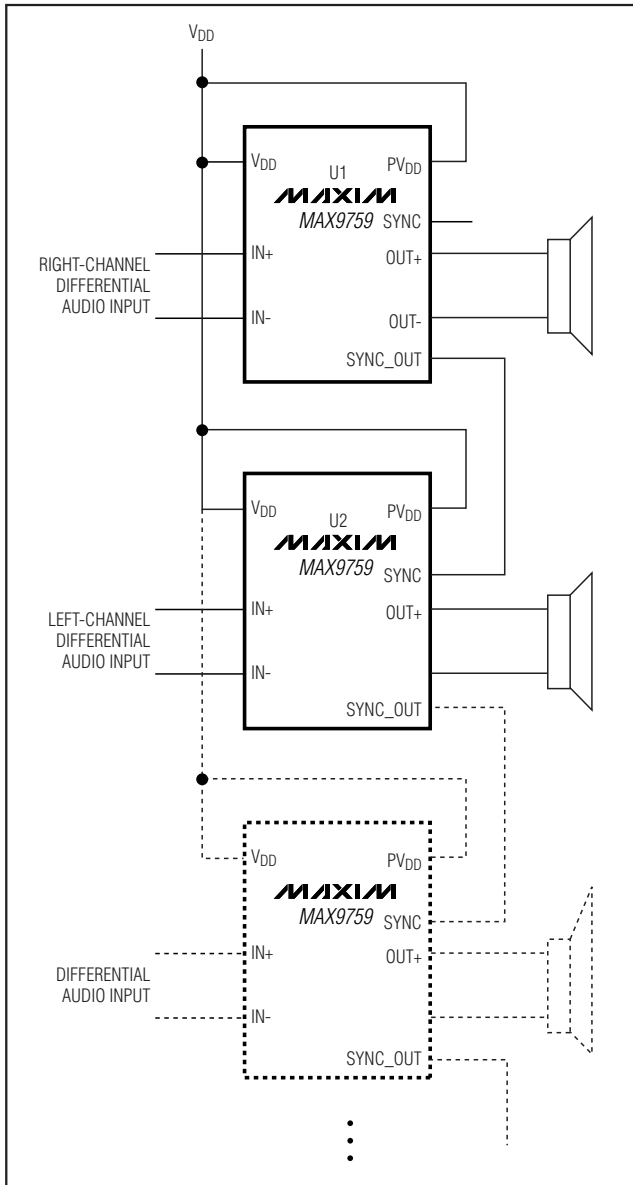 VDD
VDD
U1
PVDD
MAXIM
MAX9759
SYNC
RIGHT-CHANNEL
DIFFERENTIAL
AUDIO INPUT
IN+
OUT+
IN-
OUT-
SYNC_OUT
VDD
U2
PVDD
MAXIM
MAX9759
SYNC
LEFT-CHANNEL
DIFFERENTIAL
AUDIO INPUT
IN+
OUT+
IN-
SYNC_OUT
VDD
PVDD
MAXIM
MAX9759
SYNC
DIFFERENTIAL
AUDIO INPUT
IN+
OUT+
IN-
SYNC_OUT